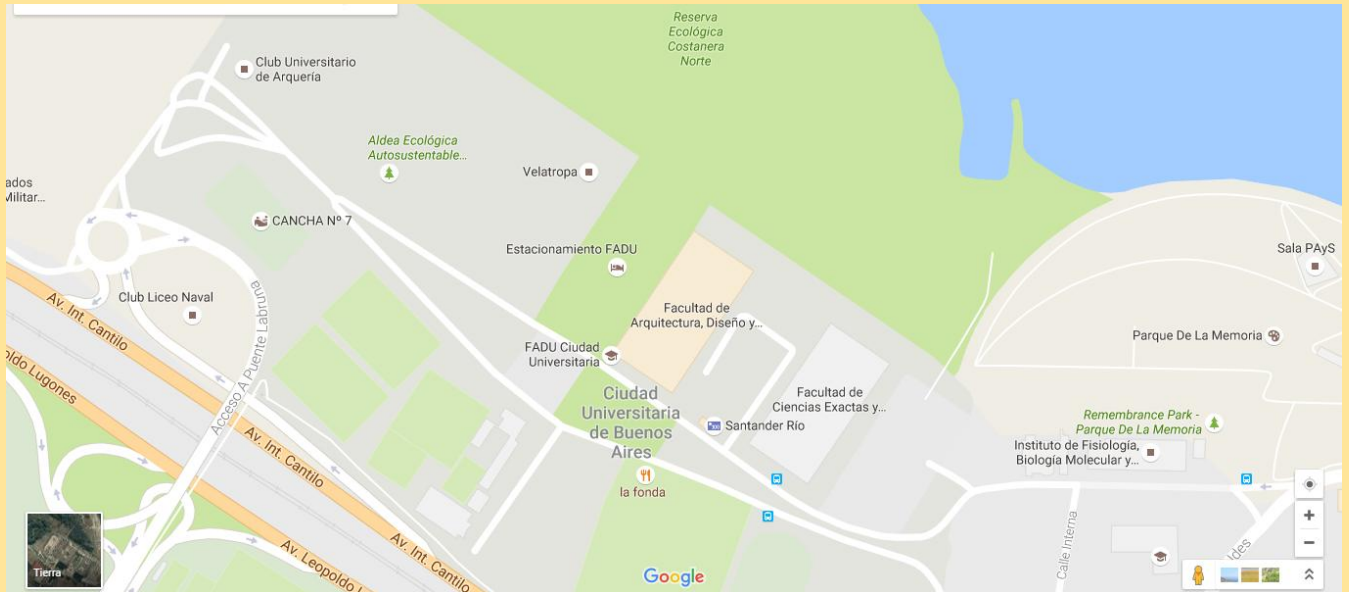 Reserva
Ecológica
Costanera
Norte
Club Universitario
de Arquería
Aldea Ecológica
Autosustentable...
Velatropa
ados
Militar...
CANCHA Nº 7
Estacionamiento FADU
Sala PAyS
Club Liceo Naval
Av. Int. Cantilo
Acceso A Puente Labruna
Facultad de
Arquitectura, Diseño y...
Parque De La Memoria
FADU Ciudad
Universitaria
oldo Lugones
Ciudad
Universitaria
de Buenos
Aires
Facultad de
Ciencias Exactas y...
Santander Río
Remembrance Park -
Parque De La Memoria
Instituto de Fisiología,
Biología Molecular y...
Av. Int. Cantilo
la fonda
Calle Interna
Av. Int. Cantilo
Av. Leopoldo L
ldes
Tierra
Google